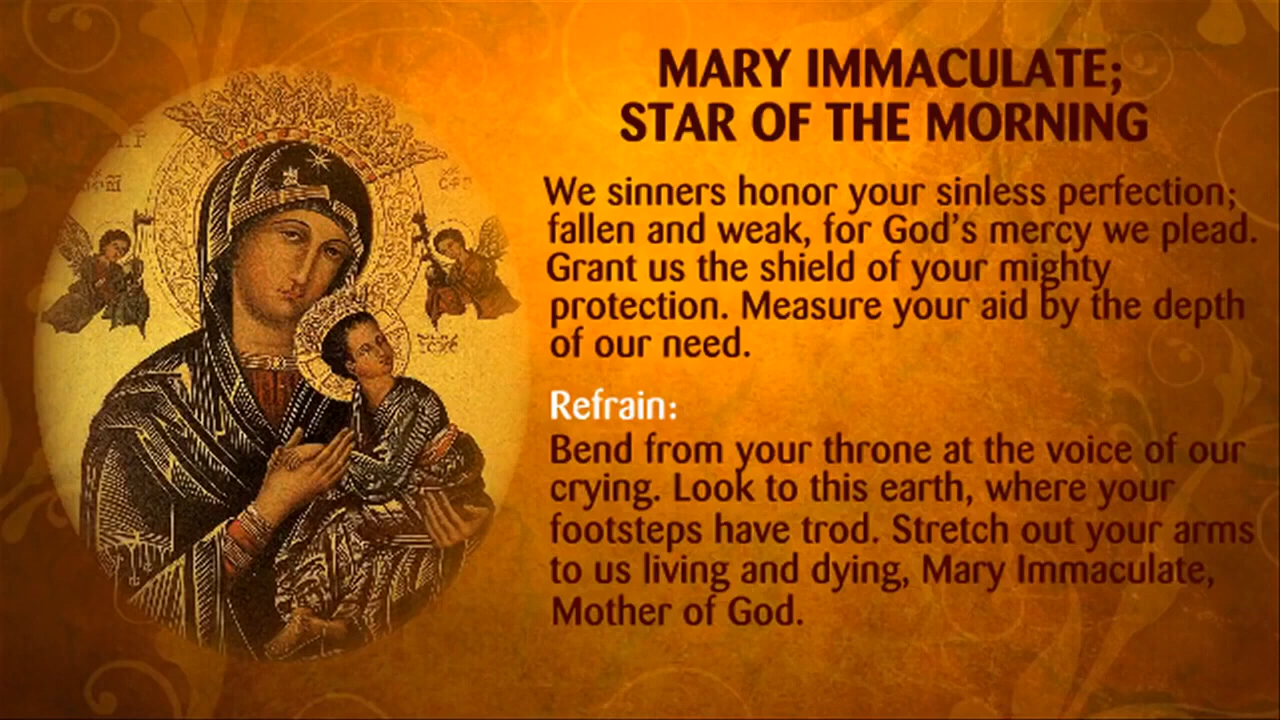 MARY IMMACULATE;
STAR OF THE MORNING
We sinners honor your sinless perfection;
fallen and weak, for God's mercy we plead.
Grant us the shield of your mighty
protection. Measure your aid by the depth
of our need.
Refrain:
Bend from your throne at the voice of our
crying. Look to this earth, where your
footsteps have trod. Stretch out your arms
to us living and dying, Mary Immaculate,
Mother of God.